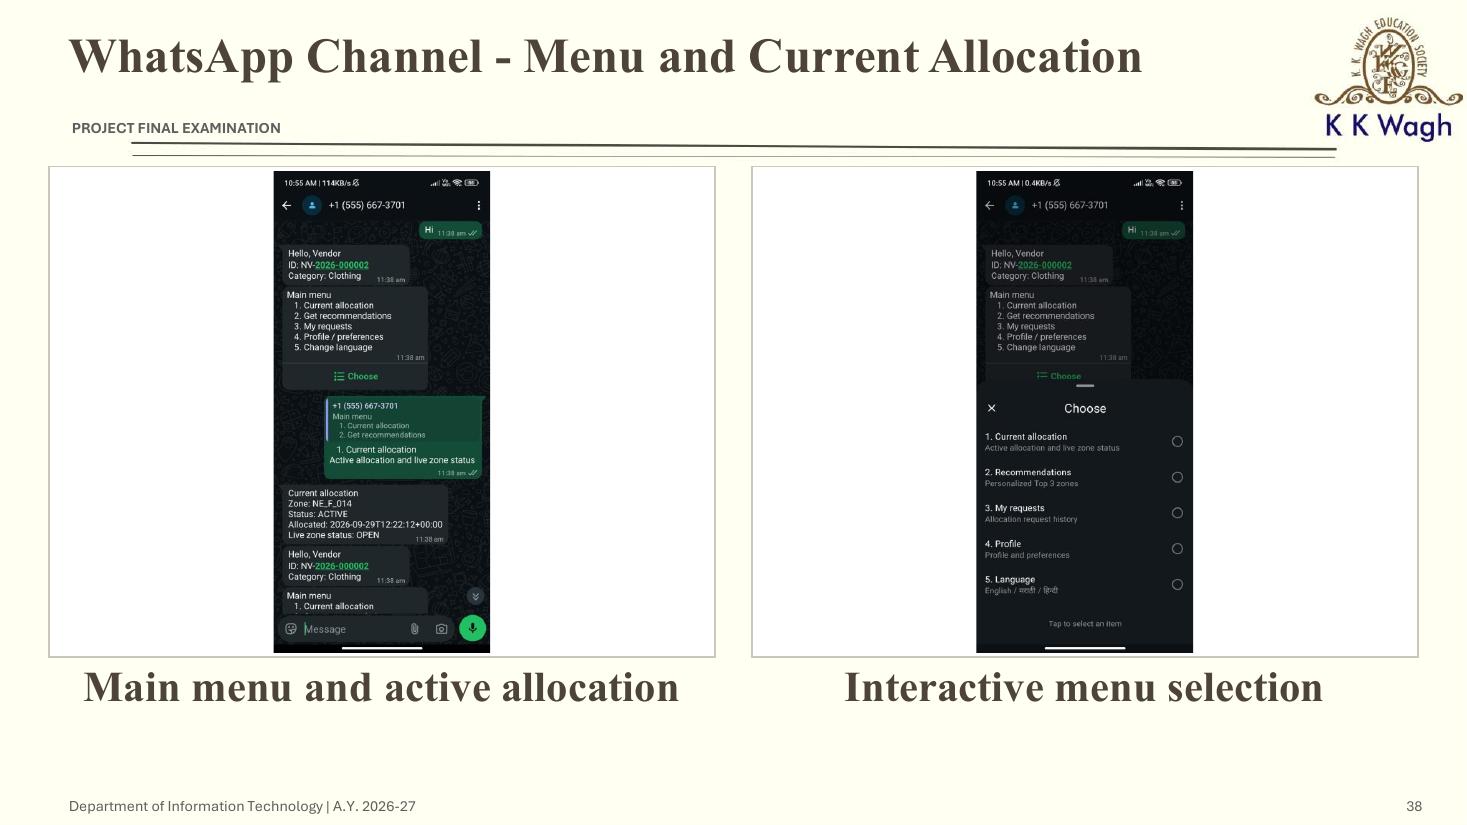 WhatsApp Channel - Menu and Current Allocation
K. K. WAGH EDUCATION SOCIETY
K K Wagh
PROJECT FINAL EXAMINATION
10:55 AM | 114KB/s
+1 (555) 667-3701
Hi 11:38 am
Hello, Vendor
ID: NV-2026-000002
Category: Clothing 11:38 am
Main menu
1. Current allocation
2. Get recommendations
3. My requests
4. Profile / preferences
5. Change language
11:38 am
Choose
+1 (555) 667-3701
Main menu
1. Current allocation
2. Get recommendations
1. Current allocation
Active allocation and live zone status
11:38 am
Current allocation
Zone: NE_F_014
Status: ACTIVE
Allocated: 2026-09-29T12:22:12+00:00
Live zone status: OPEN 11:38 am
Hello, Vendor
ID: NV-2026-000002
Category: Clothing 11:38 am
Main menu
1. Current allocation
Message
Main menu and active allocation
10:55 AM | 0.4KB/s
+1 (555) 667-3701
Hi 11:38 am
Hello, Vendor
ID: NV-2026-000002
Category: Clothing 11:38 am
Main menu
1. Current allocation
2. Get recommendations
3. My requests
4. Profile / preferences
5. Change language
11:38 am
Choose
Choose
1. Current allocation
Active allocation and live zone status
2. Recommendations
Personalized Top 3 zones
3. My requests
Allocation request history
4. Profile
Profile and preferences
5. Language
English / मराठी / हिन्दी
Tap to select an item
Interactive menu selection
Department of Information Technology | A.Y. 2026-27
38